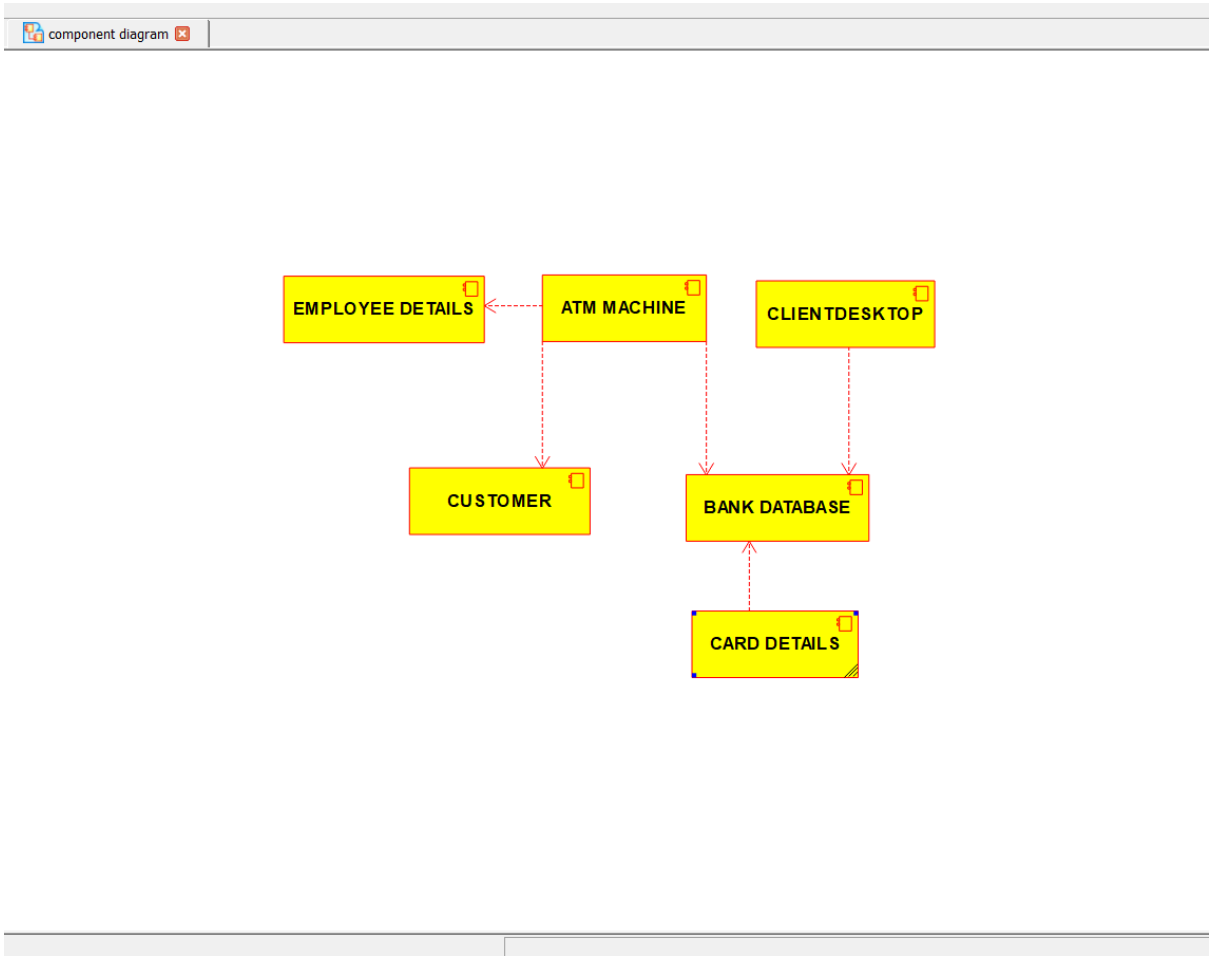 component diagram
EMPLOYEE DETAILS
ATM MACHINE
CLIENTDESKTOP
CUSTOMER
BANK DATABASE
CARD DETAILS